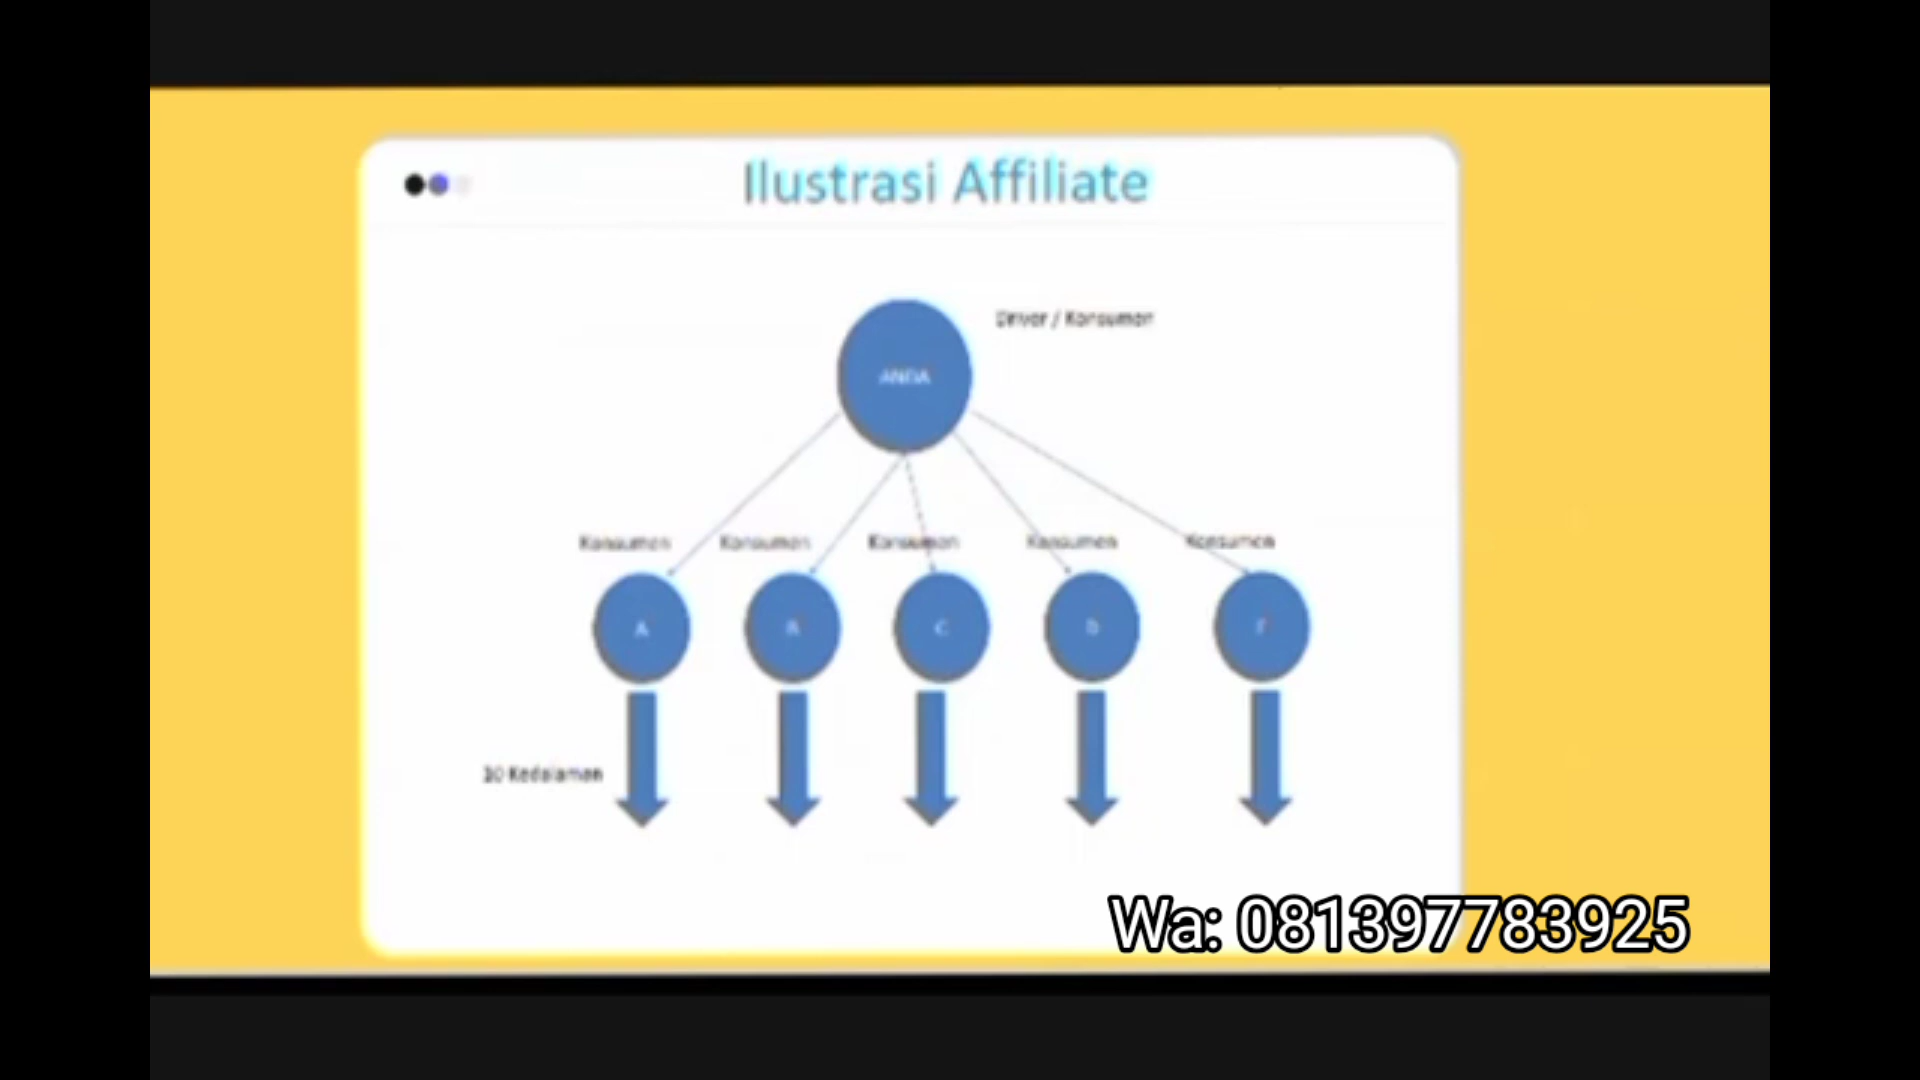 Ilustrasi Affiliate
Driver / Konsumen
ANDA
Konsumen Konsumen Konsumen Konsumen Konsumen
A B C D
10 Kedalaman
Wa: 081397783925